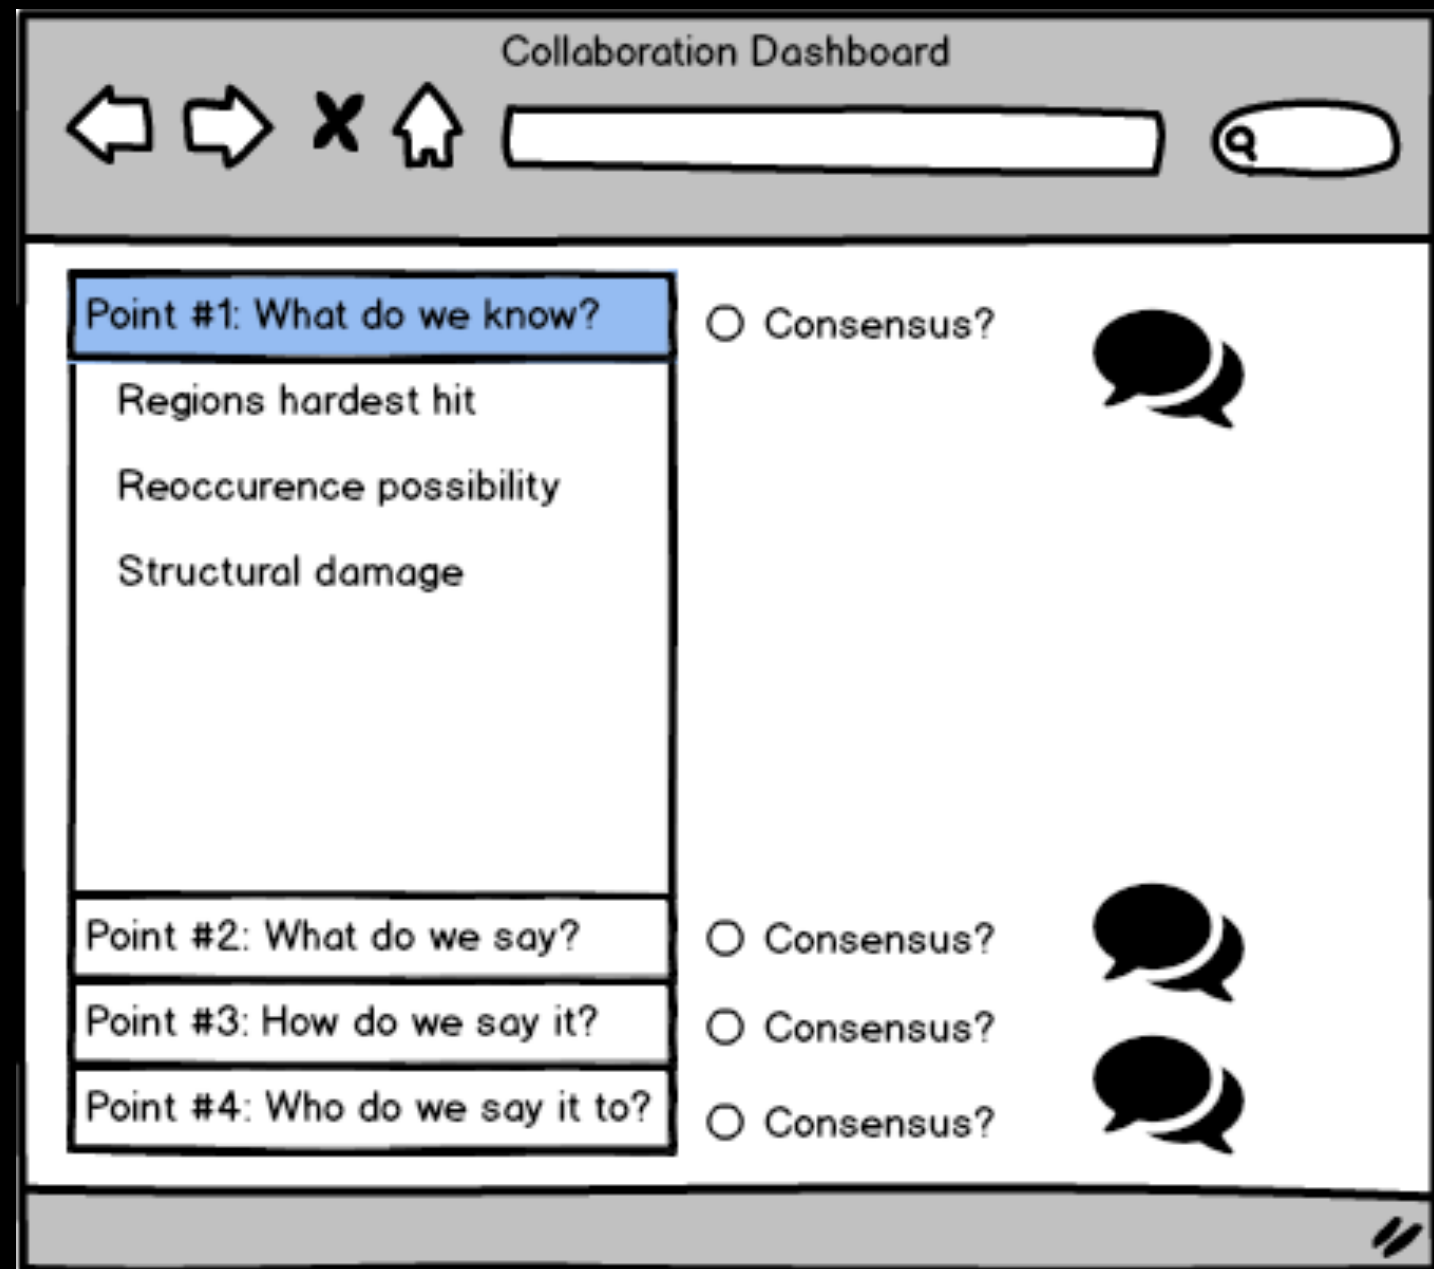 Collaboration Dashboard
Point #1: What do we know?
Consensus?
Regions hardest hit
Reoccurence possibility
Structural damage
Point #2: What do we say?
Consensus?
Point #3: How do we say it?
Consensus?
Point #4: Who do we say it to?
Consensus?